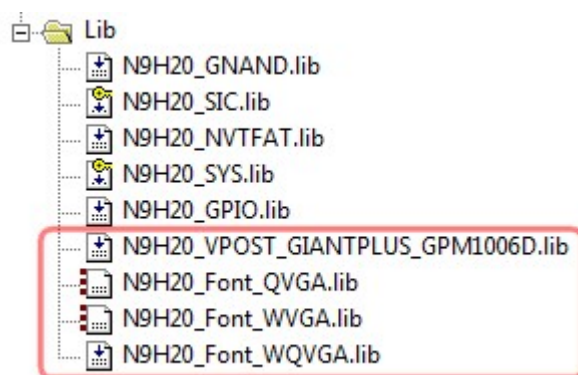 Lib
N9H20_GNAND.lib
N9H20_SIC.lib
N9H20_NVTFAT.lib
N9H20_SYS.lib
N9H20_GPIO.lib
N9H20_VPOST_GIANTPLUS_GPM1006D.lib
N9H20_Font_QVGA.lib
N9H20_Font_WVGA.lib
N9H20_Font_WQVGA.lib